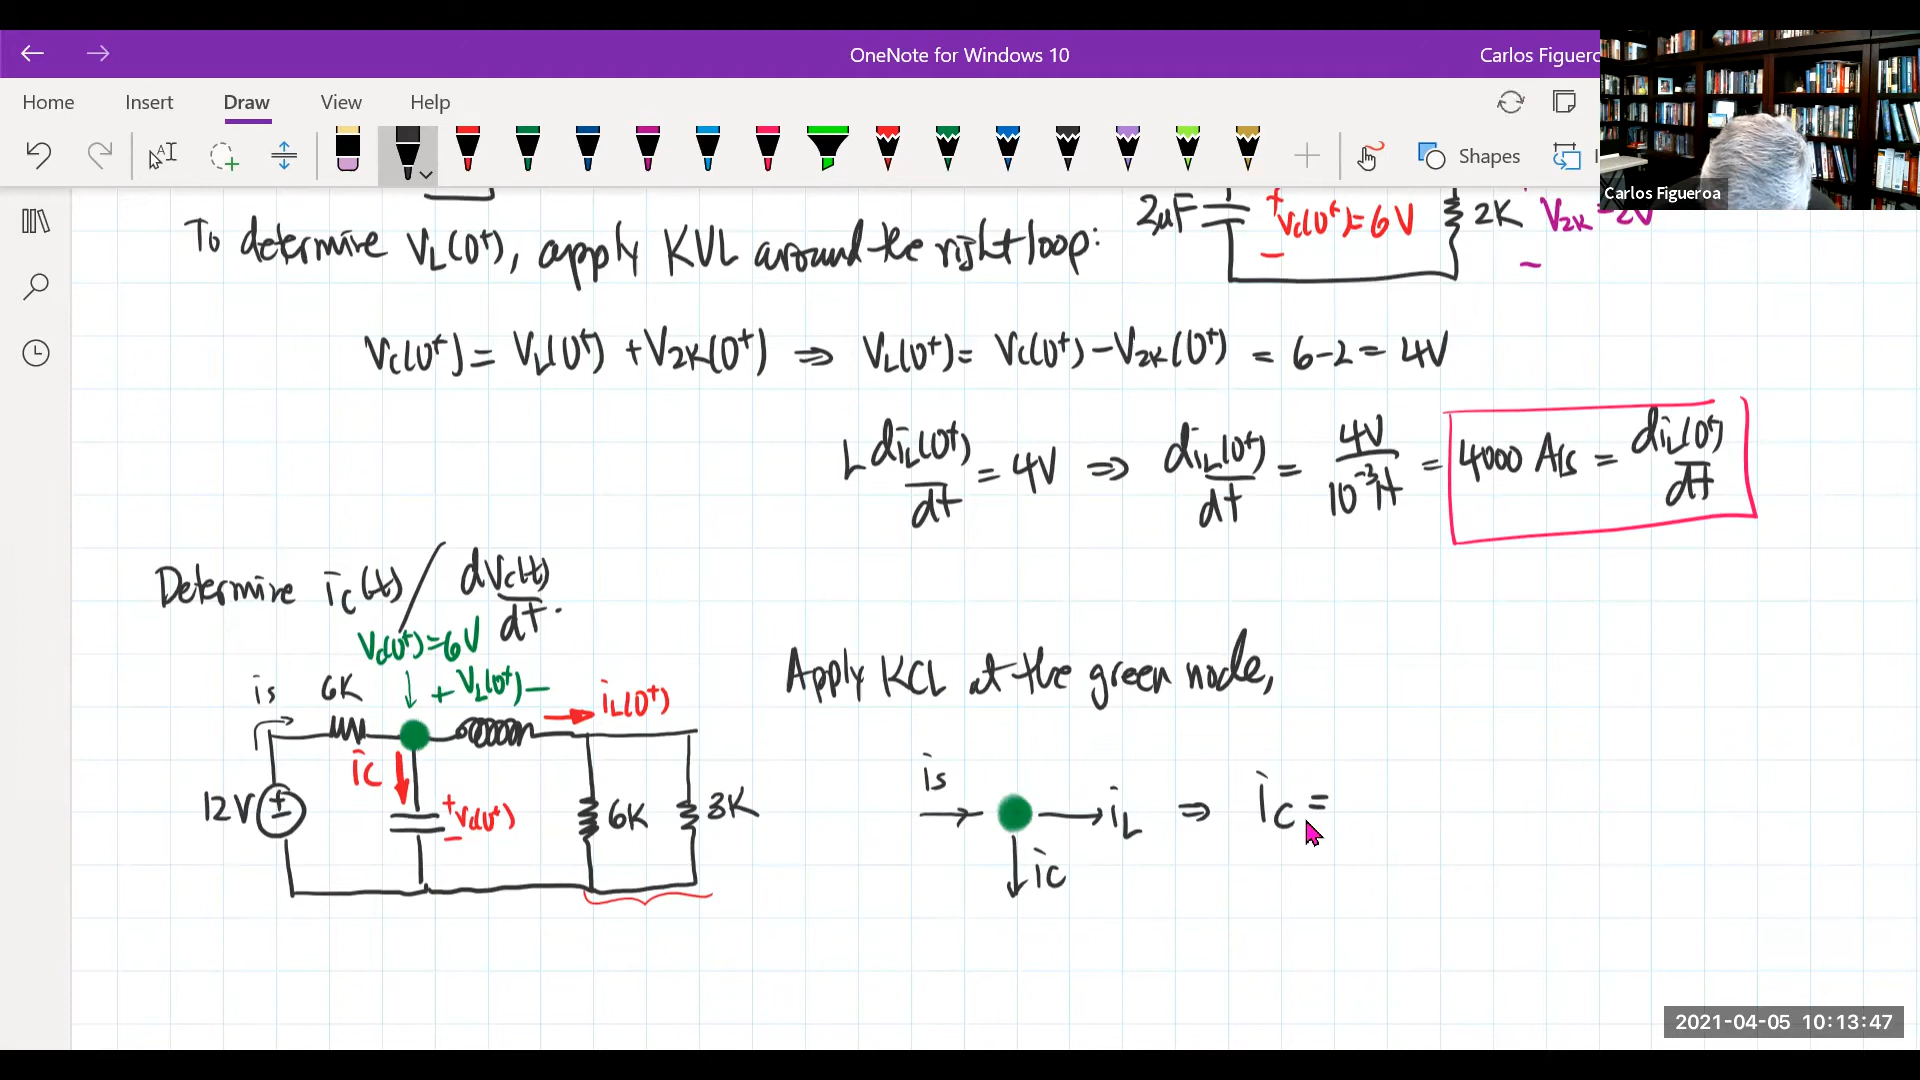 OneNote for Windows 10
Carlos Figuero
Home Insert Draw View Help
Shapes
Carlos Figueroa
To determine VL(0+), apply KVL around the right loop:
2uF + Vc(0+)=6V − 2K V2K=2V −
Vc(0+) = VL(0+) + V2K(0+) ⇒ VL(0+) = Vc(0+) − V2K(0+) = 6−2 = 4V
L diL(0+)/dt = 4V ⇒ diL(0+)/dt = 4V/10⁻³H = 4000 A/s = diL(0+)/dt
Determine ic(t) / dVc(t)/dt.
Vc(0+)=6V
Apply KCL at the green node,
is 6K + VL(0+) − iL(0+)
ic
12V ± + Vc(0+) − 6K 3K
is
iL ⇒ ic =
ic
2021-04-05 10:13:47